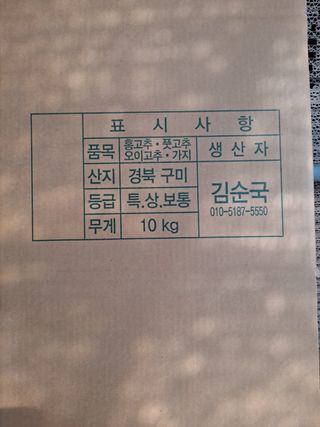 표 시 사 항
품목 홍고추·풋고추 생 산 자
오이고추·가지
산지 경북 구미 김순국
등급 특.상.보통 010-5187-5550
무게 10 kg